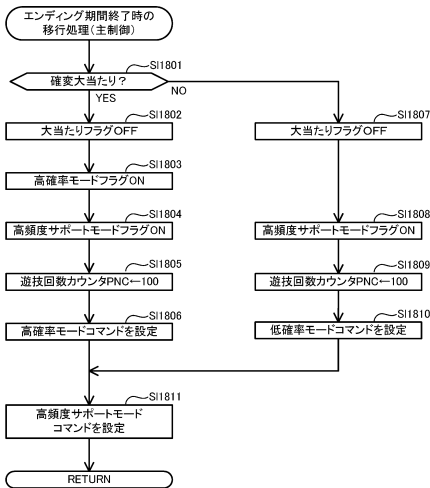 エンディング期間終了時の
移行処理(主制御)
SI1801
確変大当たり?
YES
NO
SI1802
大当たりフラグOFF
SI1803
高確率モードフラグON
SI1804
高頻度サポートモードフラグON
SI1805
遊技回数カウンタPNC←100
SI1806
高確率モードコマンドを設定
SI1807
大当たりフラグOFF
SI1808
高頻度サポートモードフラグON
SI1809
遊技回数カウンタPNC←100
SI1810
低確率モードコマンドを設定
SI1811
高頻度サポートモード
コマンドを設定
RETURN